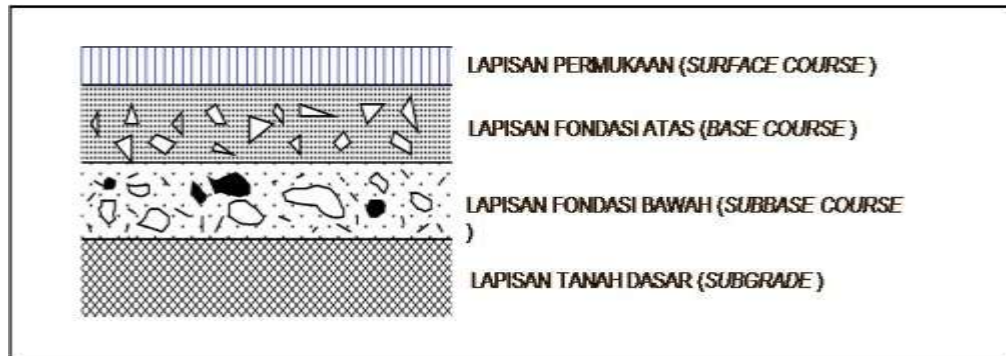 LAPISAN PERMUKAAN (SURFACE COURSE )
LAPISAN FONDASI ATAS (BASE COURSE )
LAPISAN FONDASI BAWAH (SUBBASE COURSE
)
LAPISAN TANAH DASAR (SUBGRADE )